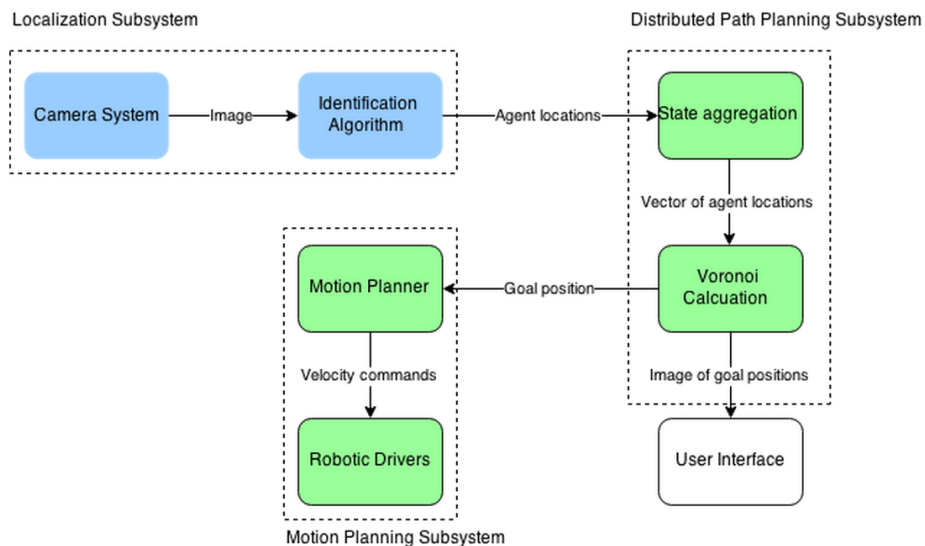 Localization Subsystem
Distributed Path Planning Subsystem
Camera System
Image
Identification
Algorithm
Agent locations
State aggregation
Vector of agent locations
Motion Planner
Goal position
Voronoi
Calcuation
Velocity commands
Image of goal positions
Robotic Drivers
User Interface
Motion Planning Subsystem